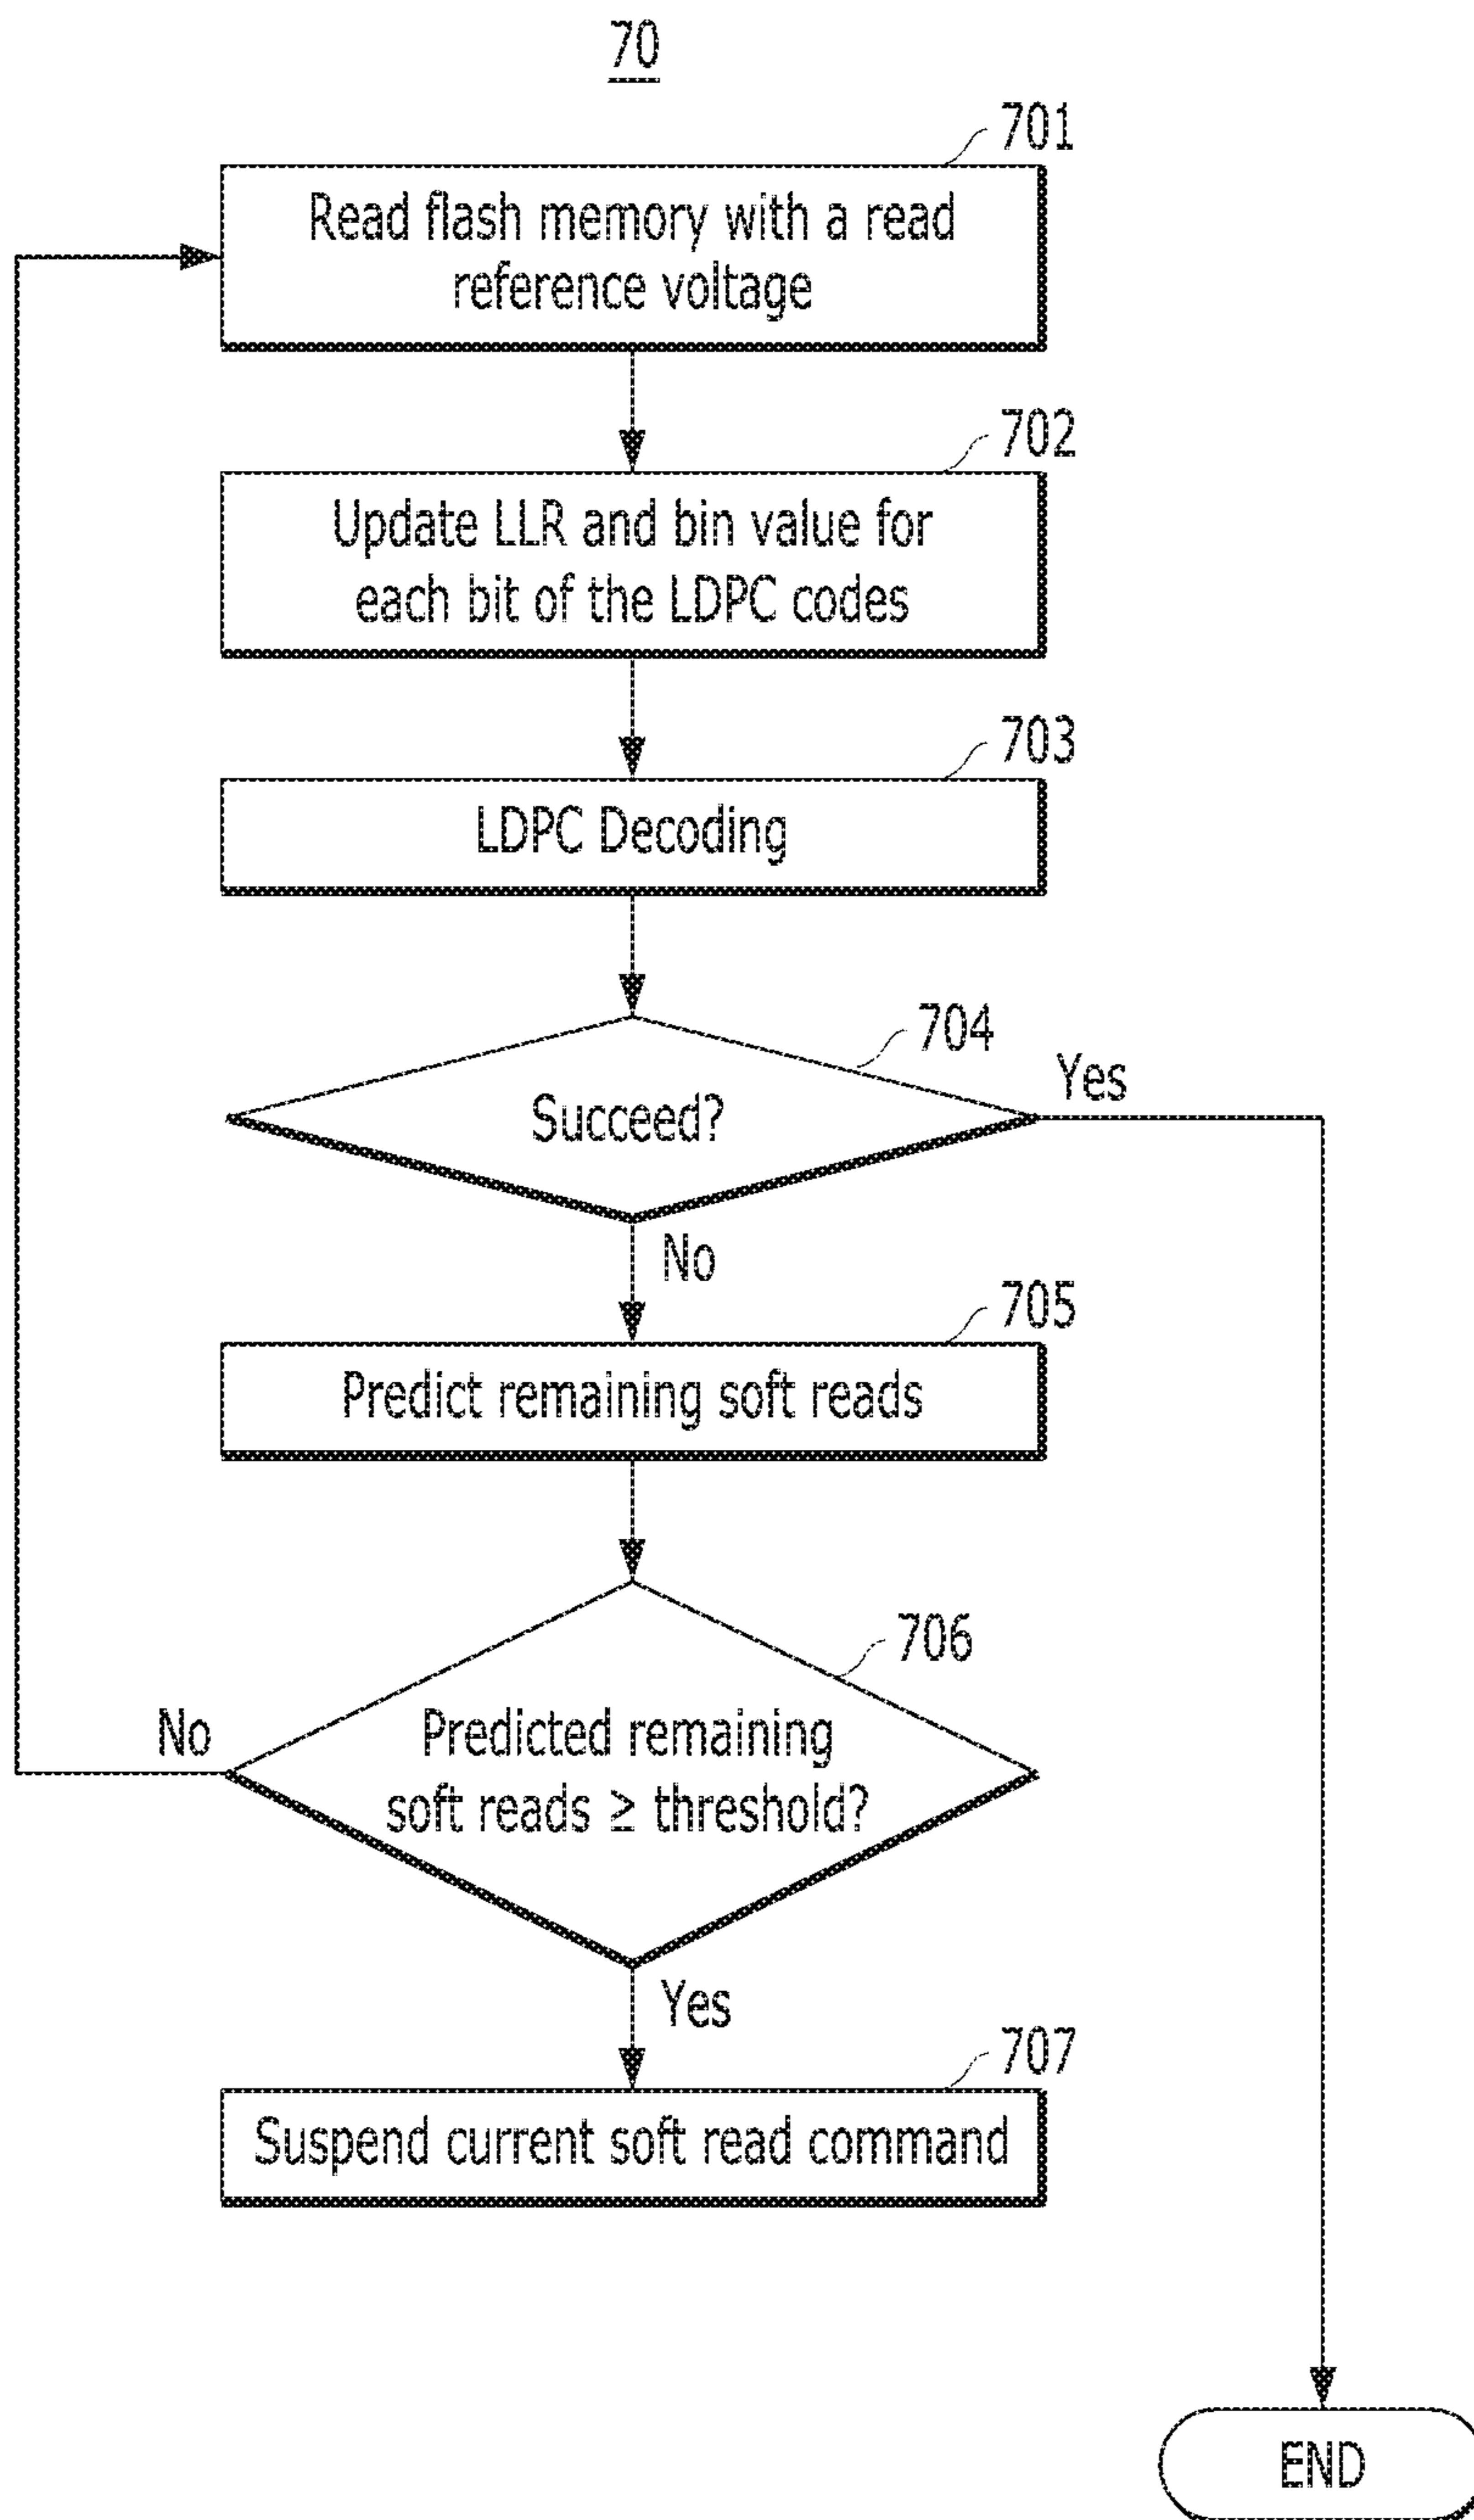 70
701
Read flash memory with a read
reference voltage
702
Update LLR and bin value for
each bit of the LDPC codes
703
LDPC Decoding
704
Succeed?
Yes
No
705
Predict remaining soft reads
706
Predicted remaining
soft reads ≥ threshold?
No
Yes
707
Suspend current soft read command
END